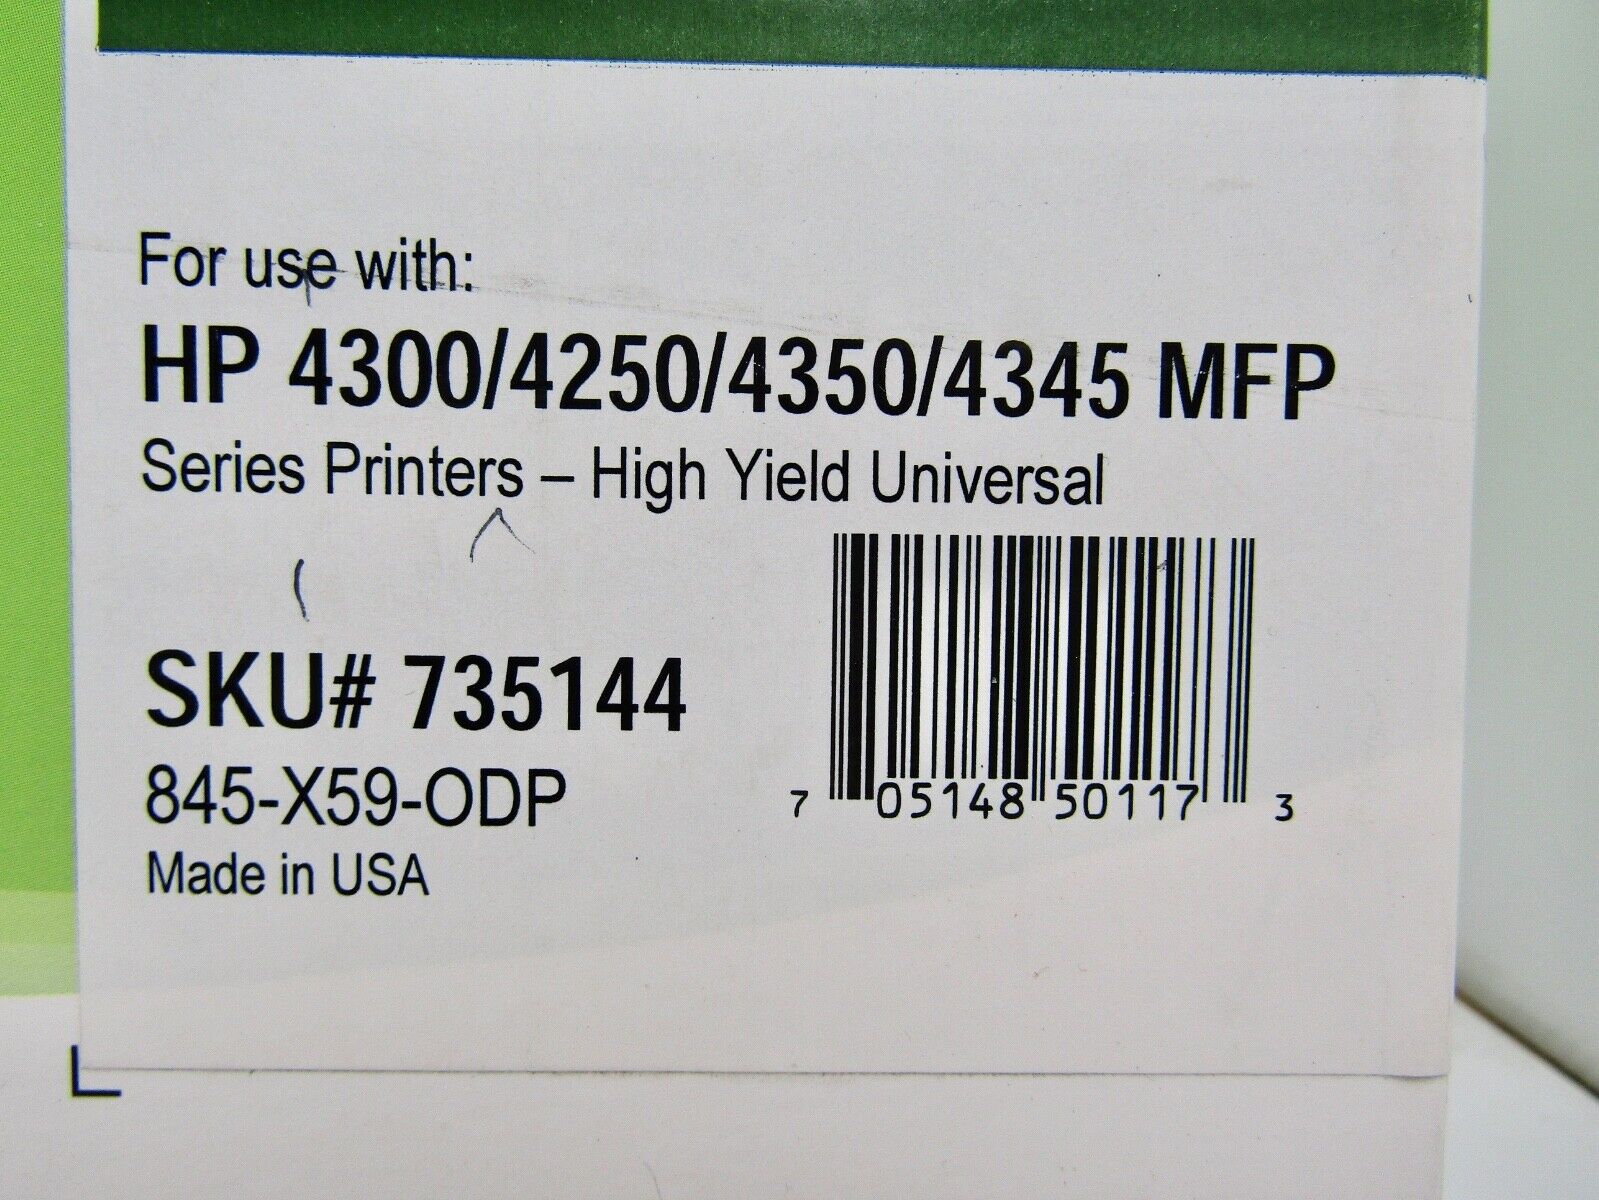 For use with:
HP 4300/4250/4350/4345 MFP
Series Printers – High Yield Universal
SKU# 735144
845-X59-ODP
Made in USA
7 05148 50117 3